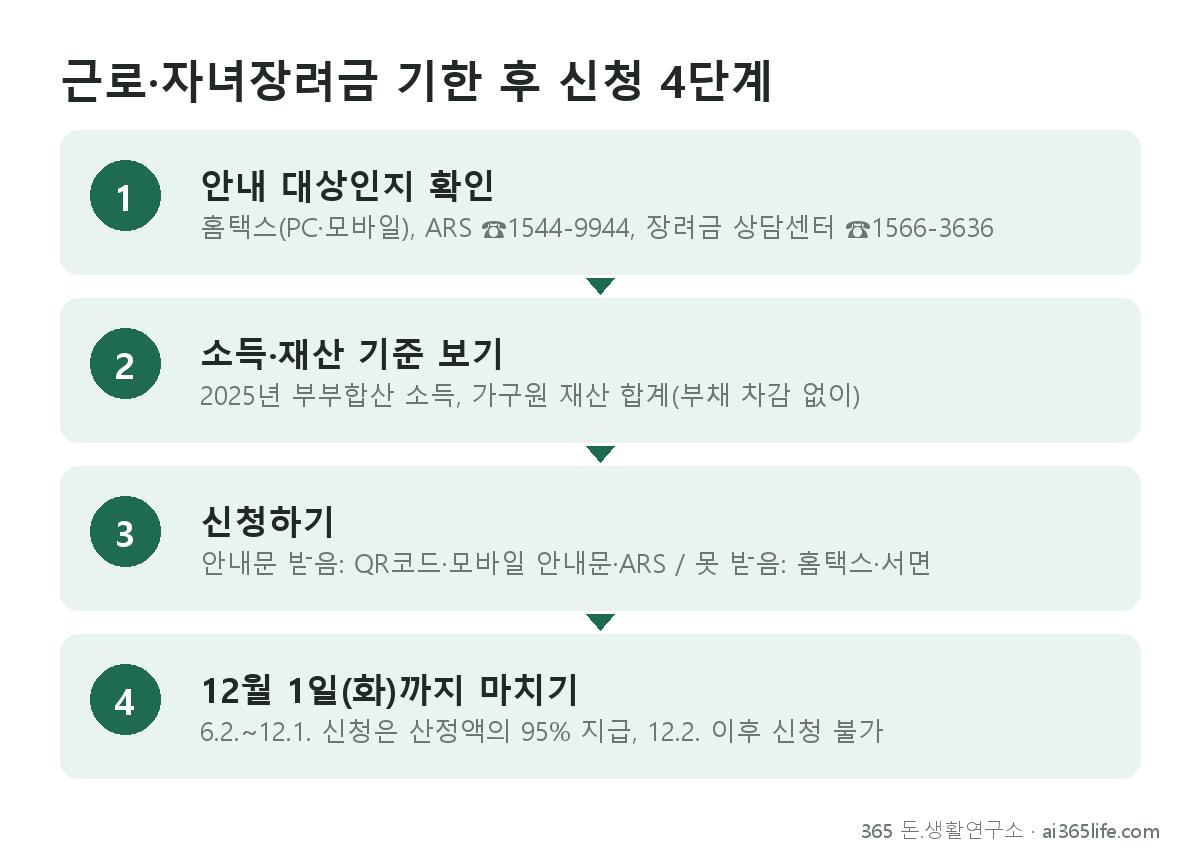 근로·자녀장려금 기한 후 신청 4단계
1
안내 대상인지 확인
홈택스(PC·모바일), ARS ☎1544-9944, 장려금 상담센터 ☎1566-3636
2
소득·재산 기준 보기
2025년 부부합산 소득, 가구원 재산 합계(부채 차감 없이)
3
신청하기
안내문 받음: QR코드·모바일 안내문·ARS / 못 받음: 홈택스·서면
4
12월 1일(화)까지 마치기
6.2.~12.1. 신청은 산정액의 95% 지급, 12.2. 이후 신청 불가
365 돈.생활연구소 · ai365life.com